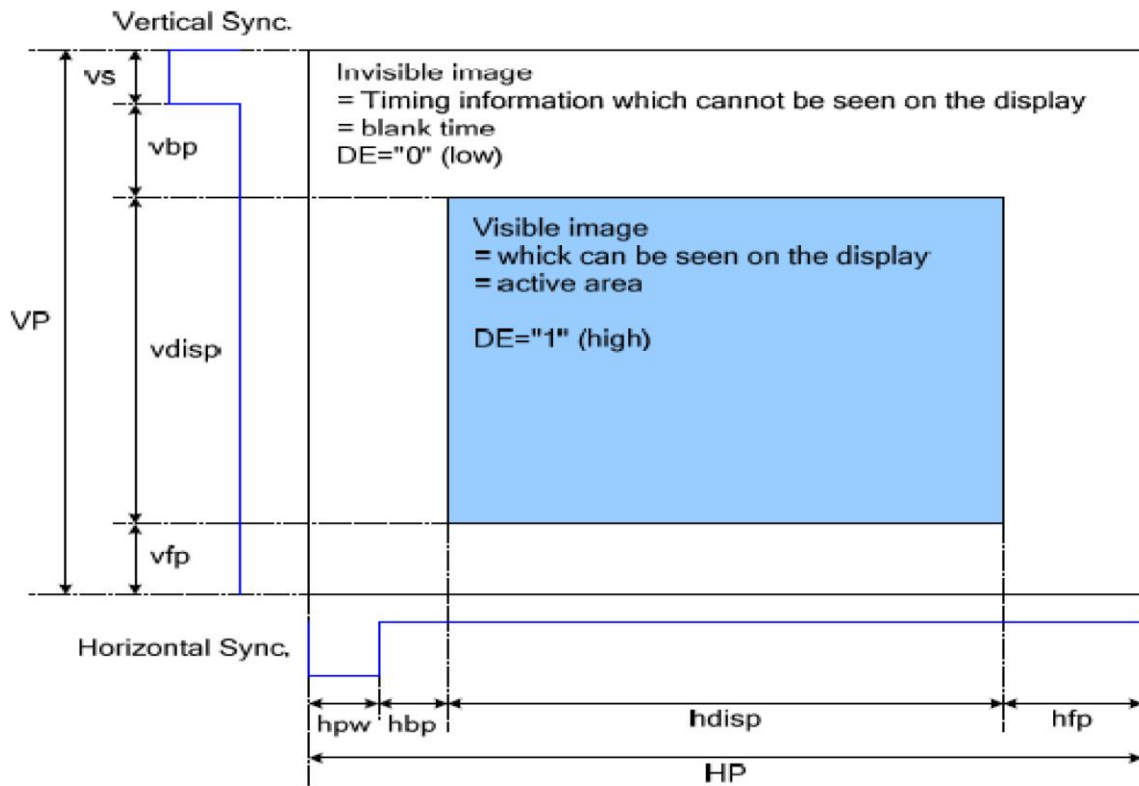 Vertical Sync.
vs
Invisible image
= Timing information which cannot be seen on the display
= blank time
DE="0" (low)
vbp
Visible image
= whick can be seen on the display
= active area
DE="1" (high)
VP
vdisp
vfp
Horizontal Sync.
hpw
hbp
hdisp
hfp
HP